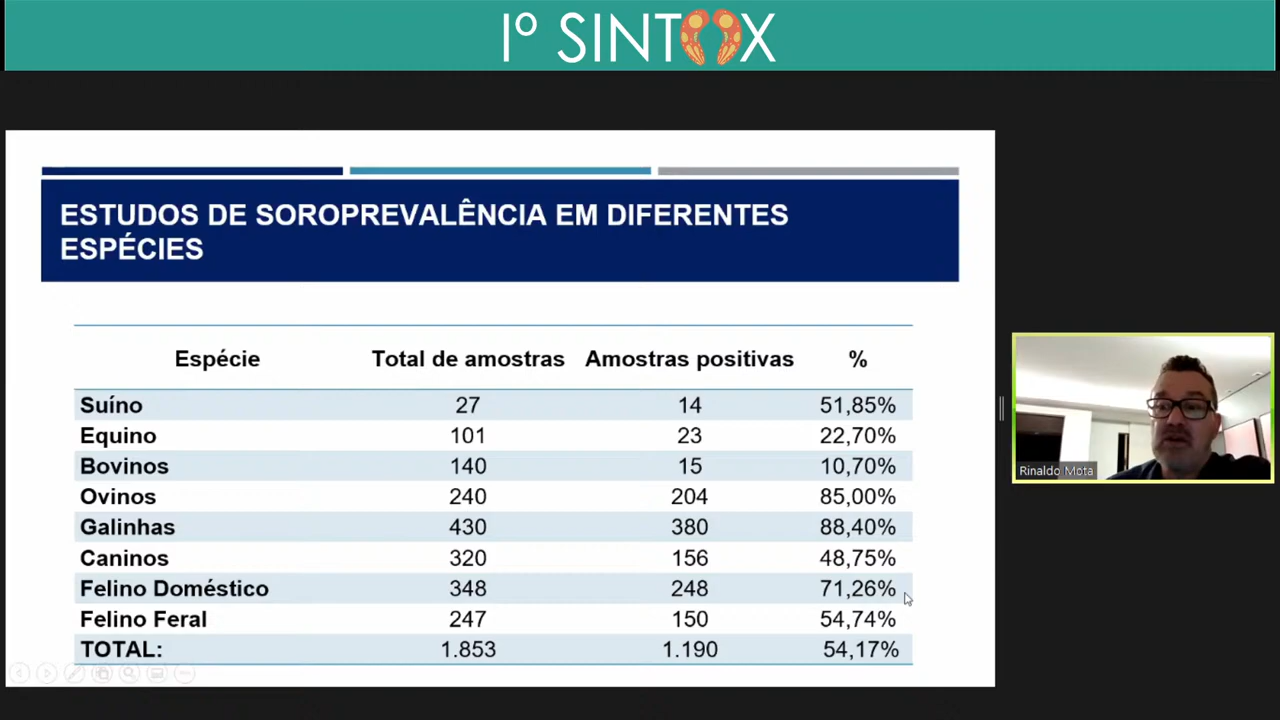 Iº SINTOX
ESTUDOS DE SOROPREVALÊNCIA EM DIFERENTES
ESPÉCIES
Espécie Total de amostras Amostras positivas %
Suíno 27 14 51,85%
Equino 101 23 22,70%
Bovinos 140 15 10,70%
Ovinos 240 204 85,00%
Galinhas 430 380 88,40%
Caninos 320 156 48,75%
Felino Doméstico 348 248 71,26%
Felino Feral 247 150 54,74%
TOTAL: 1.853 1.190 54,17%
Rinaldo Mota